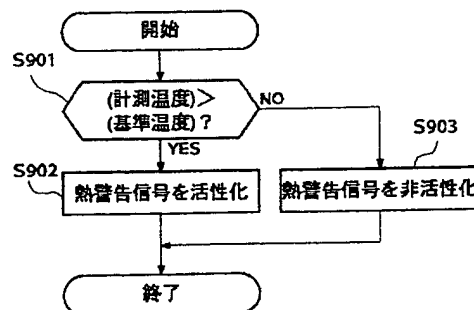 開始
S901
(計測温度)>
(基準温度)?
NO
YES
S902
熱警告信号を活性化
S903
熱警告信号を非活性化
終了